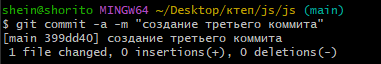 shein@shorito MINGW64 ~/Desktop/ктеп/js/js (main)
$ git commit -a -m "создание третьего коммита"
[main 399dd40] создание третьего коммита
1 file changed, 0 insertions(+), 0 deletions(-)